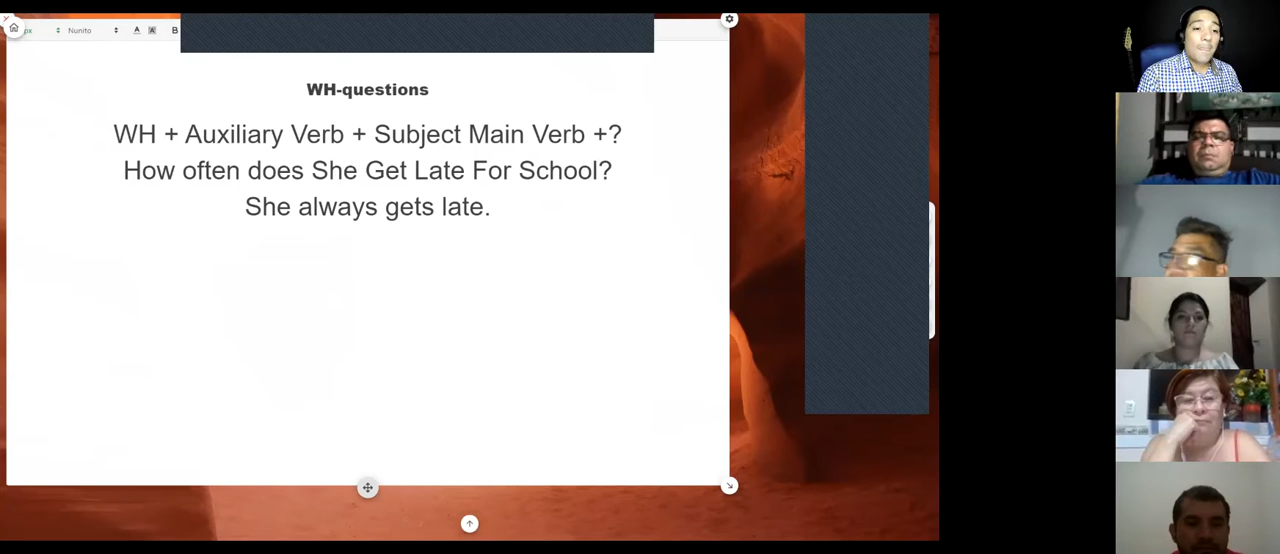 px Nunito A A B
WH-questions
WH + Auxiliary Verb + Subject Main Verb +?
How often does She Get Late For School?
She always gets late.